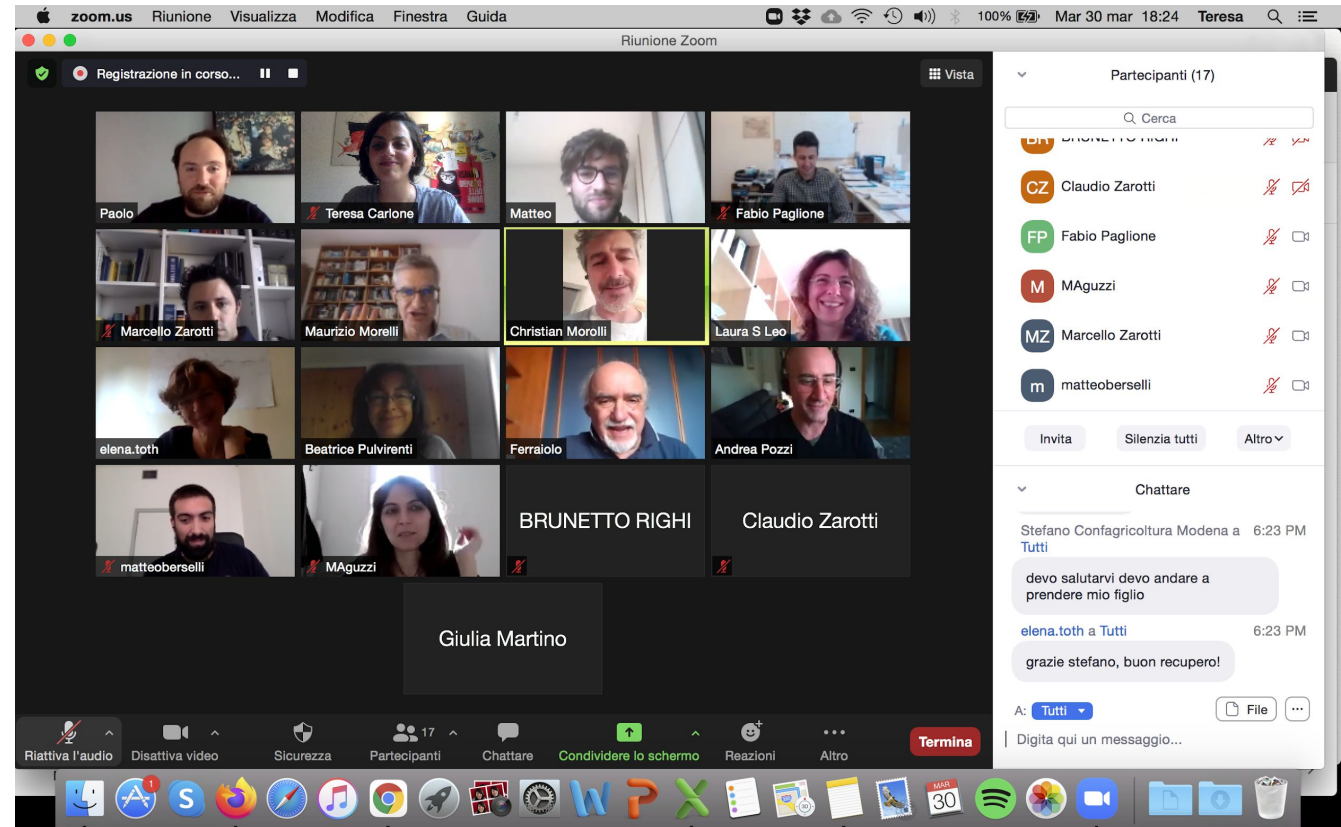 zoom.us Riunione Visualizza Modifica Finestra Guida 100% Mar 30 mar 18:24 Teresa
Riunione Zoom
Registrazione in corso...
Vista
Paolo
Teresa Carlone
Matteo
Fabio Paglione
Marcello Zarotti
Maurizio Morelli
Christian Morolli
Laura S Leo
elena.toth
Beatrice Pulvirenti
Ferraiolo
Andrea Pozzi
matteoberselli
MAguzzi
BRUNETTO RIGHI
Claudio Zarotti
Giulia Martino
Riattiva l'audio
Disattiva video
Sicurezza
17
Partecipanti
Chattare
Condividere lo schermo
Reazioni
Altro
Termina
Partecipanti (17)
Cerca
BR BRUNETTO RIGHI
CZ Claudio Zarotti
FP Fabio Paglione
M MAguzzi
MZ Marcello Zarotti
m matteoberselli
Invita Silenzia tutti Altro
Chattare
Stefano Confagricoltura Modena a 6:23 PM
Tutti
devo salutarvi devo andare a
prendere mio figlio
elena.toth a Tutti 6:23 PM
grazie stefano, buon recupero!
A: Tutti File
Digita qui un messaggio...
1
MAR
30